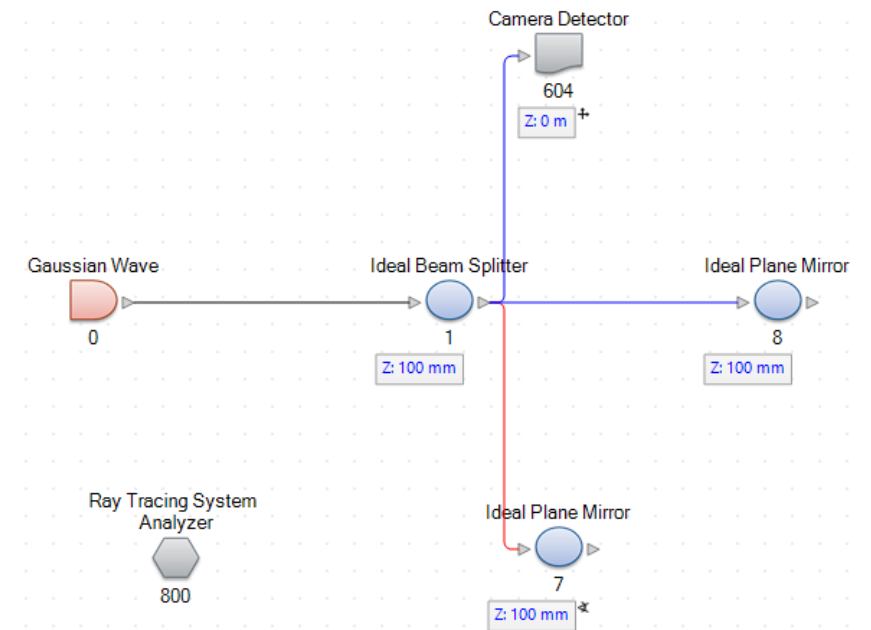 Camera Detector
604
Z: 0 m
Gaussian Wave
0
Ideal Beam Splitter
1
Z: 100 mm
Ideal Plane Mirror
8
Z: 100 mm
Ray Tracing System
Analyzer
800
Ideal Plane Mirror
7
Z: 100 mm